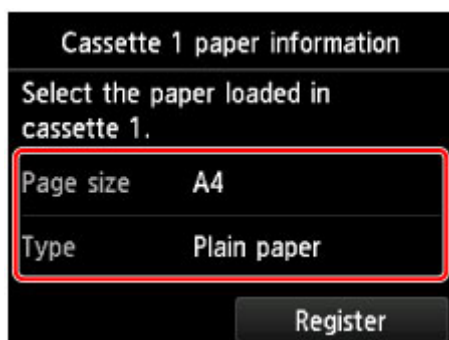 Cassette 1 paper information
Select the paper loaded in
cassette 1.
Page size A4
Type Plain paper
Register